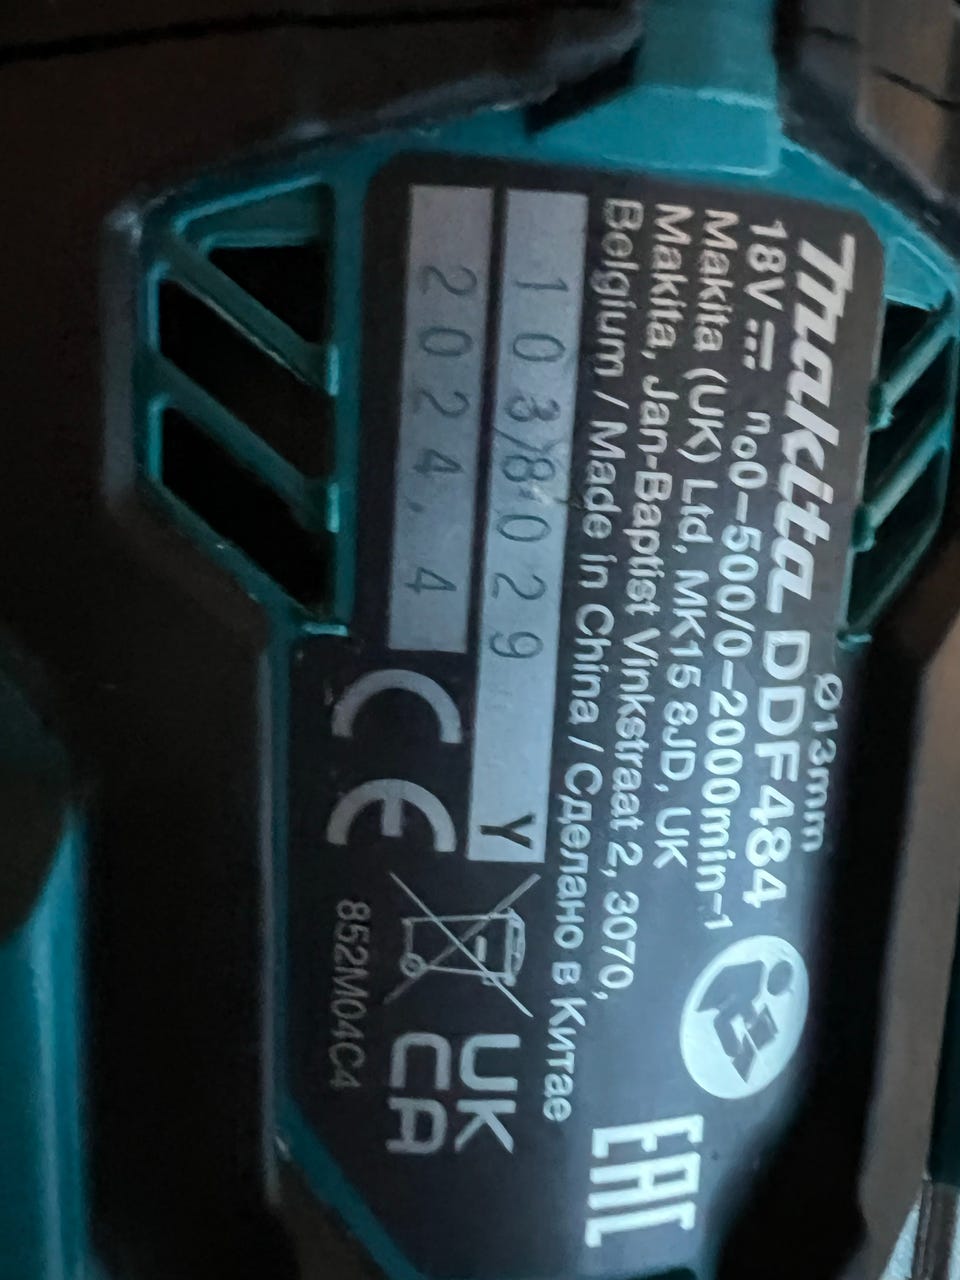 makita DDF484
Ø13mm
18V n₀0-500/0-2000min-1
Makita (UK) Ltd, MK15 8JD, UK
Makita, Jan-Baptist Vinkstraat 2, 3070,
Belgium / Made in China / Сделано в Китае
1038029 Y
2024.4
CE
UK
CA
EAC
852M04C4